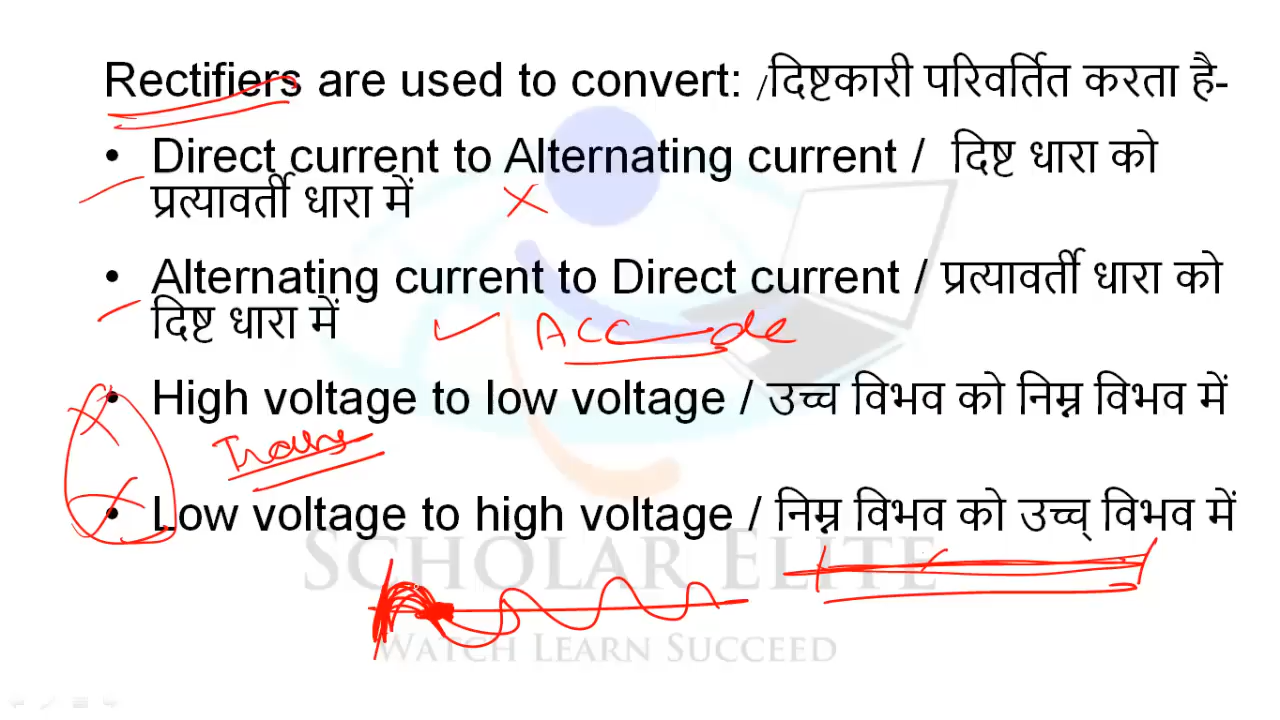 Rectifiers are used to convert: /दिष्टकारी परिवर्तित करता है-
• Direct current to Alternating current / दिष्ट धारा को
प्रत्यावर्ती धारा में
• Alternating current to Direct current / प्रत्यावर्ती धारा को
दिष्ट धारा में
• High voltage to low voltage / उच्च विभव को निम्न विभव में
• Low voltage to high voltage / निम्न विभव को उच्च् विभव में
SCHOLAR ELITE
WATCH LEARN SUCCEED